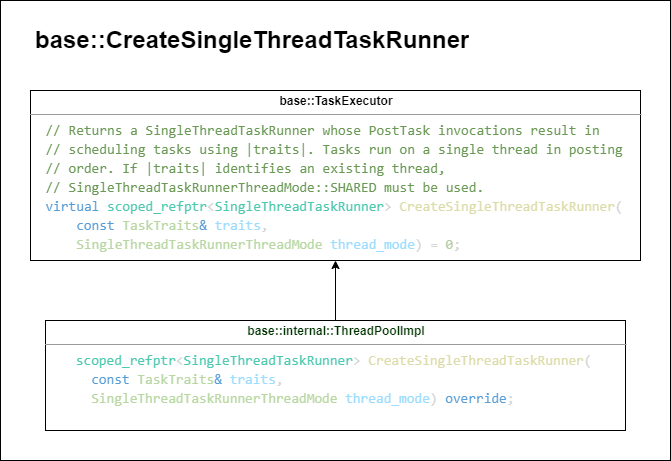 base::CreateSingleThreadTaskRunner
base::TaskExecutor
// Returns a SingleThreadTaskRunner whose PostTask invocations result in
// scheduling tasks using |traits|. Tasks run on a single thread in posting
// order. If |traits| identifies an existing thread,
// SingleThreadTaskRunnerThreadMode::SHARED must be used.
virtual scoped_refptr<SingleThreadTaskRunner> CreateSingleThreadTaskRunner(
const TaskTraits& traits,
SingleThreadTaskRunnerThreadMode thread_mode) = 0;
base::internal::ThreadPoolImpl
scoped_refptr<SingleThreadTaskRunner> CreateSingleThreadTaskRunner(
const TaskTraits& traits,
SingleThreadTaskRunnerThreadMode thread_mode) override;